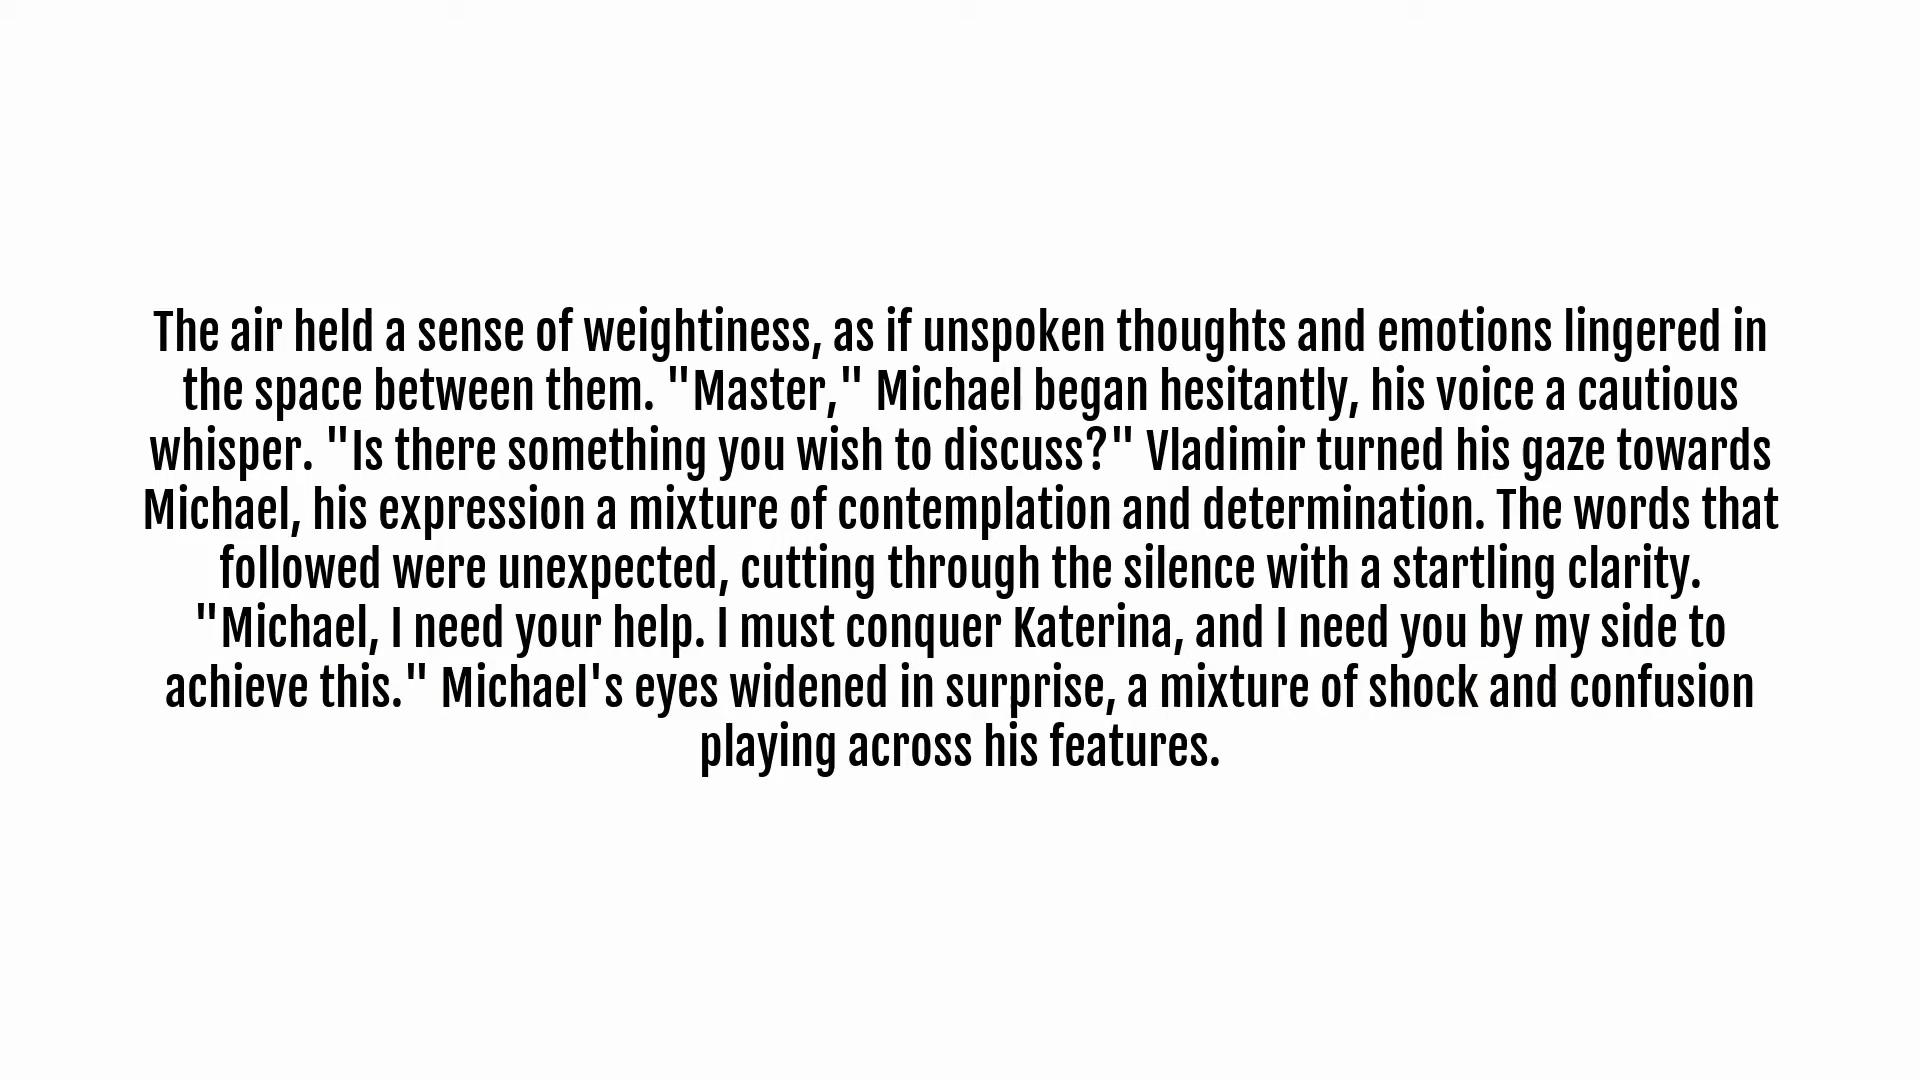 The air held a sense of weightiness, as if unspoken thoughts and emotions lingered in
the space between them. "Master," Michael began hesitantly, his voice a cautious
whisper. "Is there something you wish to discuss?" Vladimir turned his gaze towards
Michael, his expression a mixture of contemplation and determination. The words that
followed were unexpected, cutting through the silence with a startling clarity.
"Michael, I need your help. I must conquer Katerina, and I need you by my side to
achieve this." Michael's eyes widened in surprise, a mixture of shock and confusion
playing across his features.